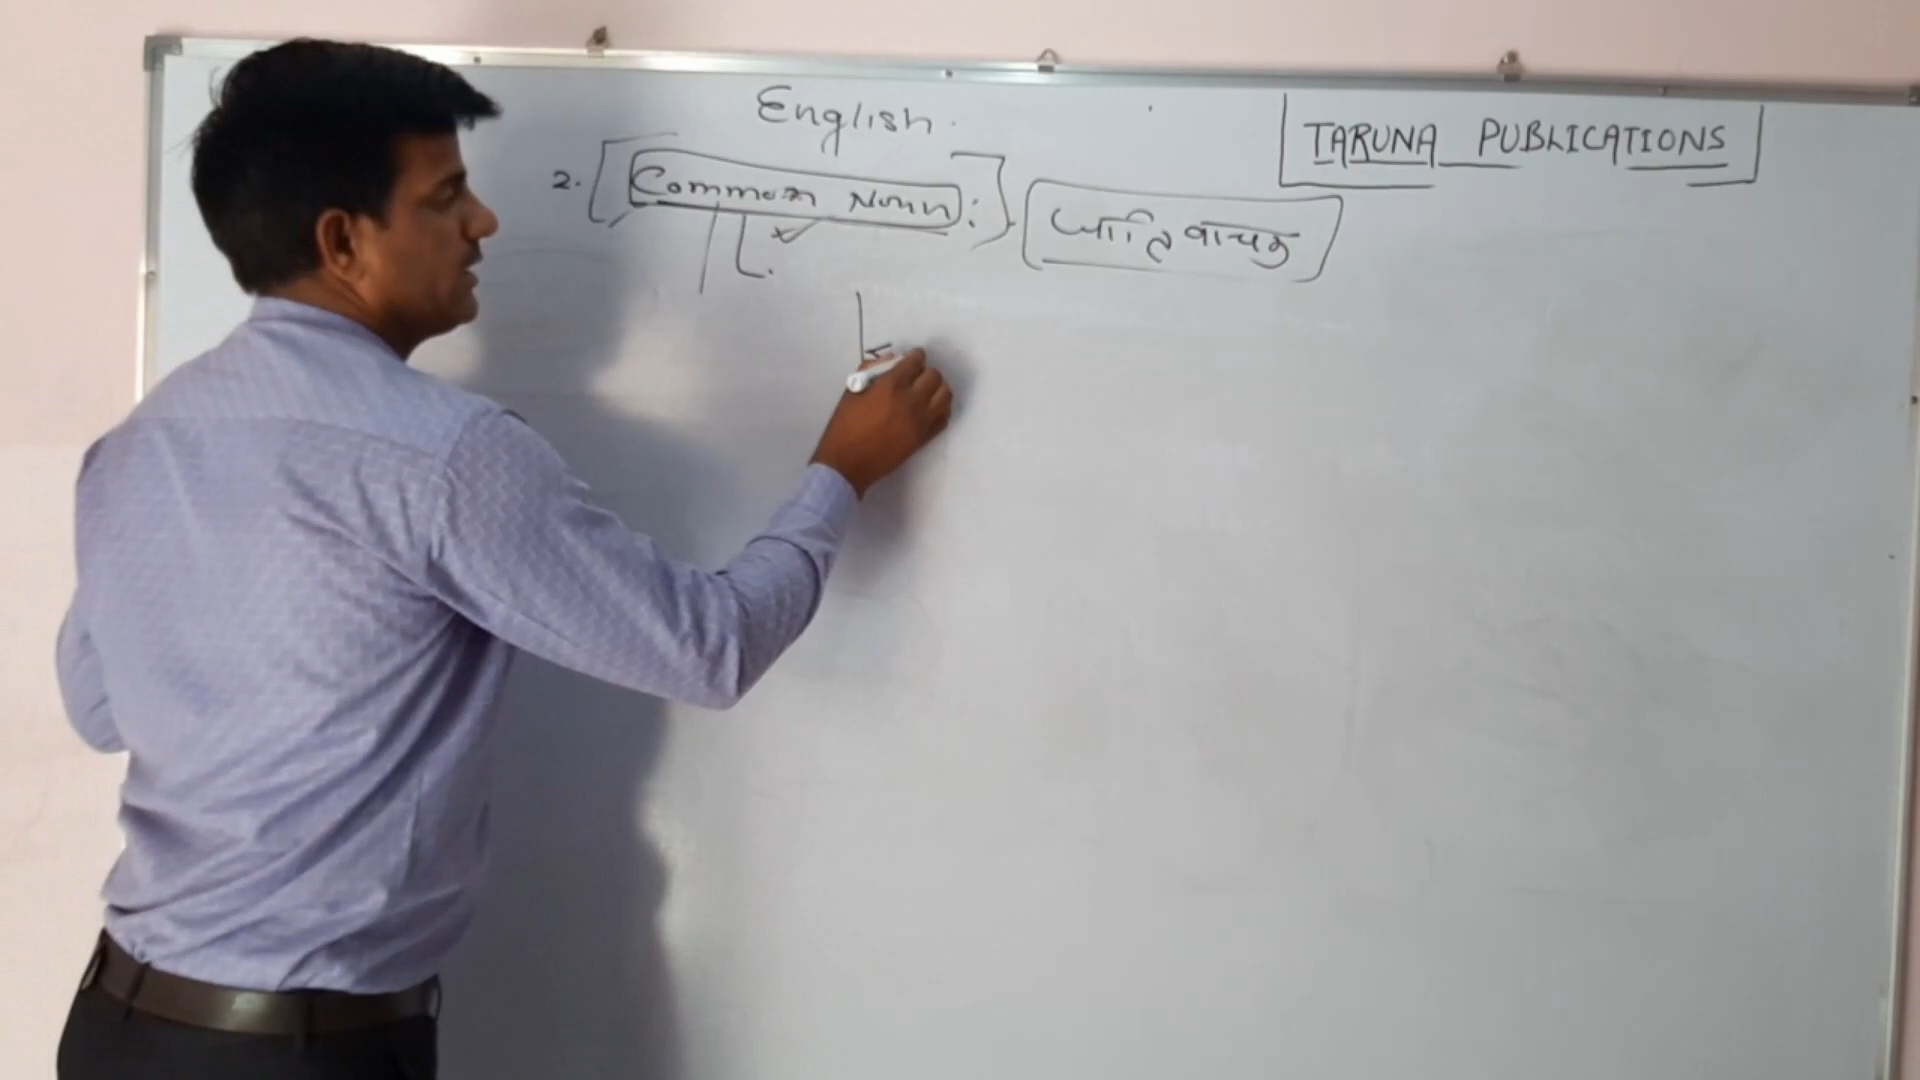 English.
TARUNA PUBLICATIONS
2. [Common Noun:] जातिवाचक